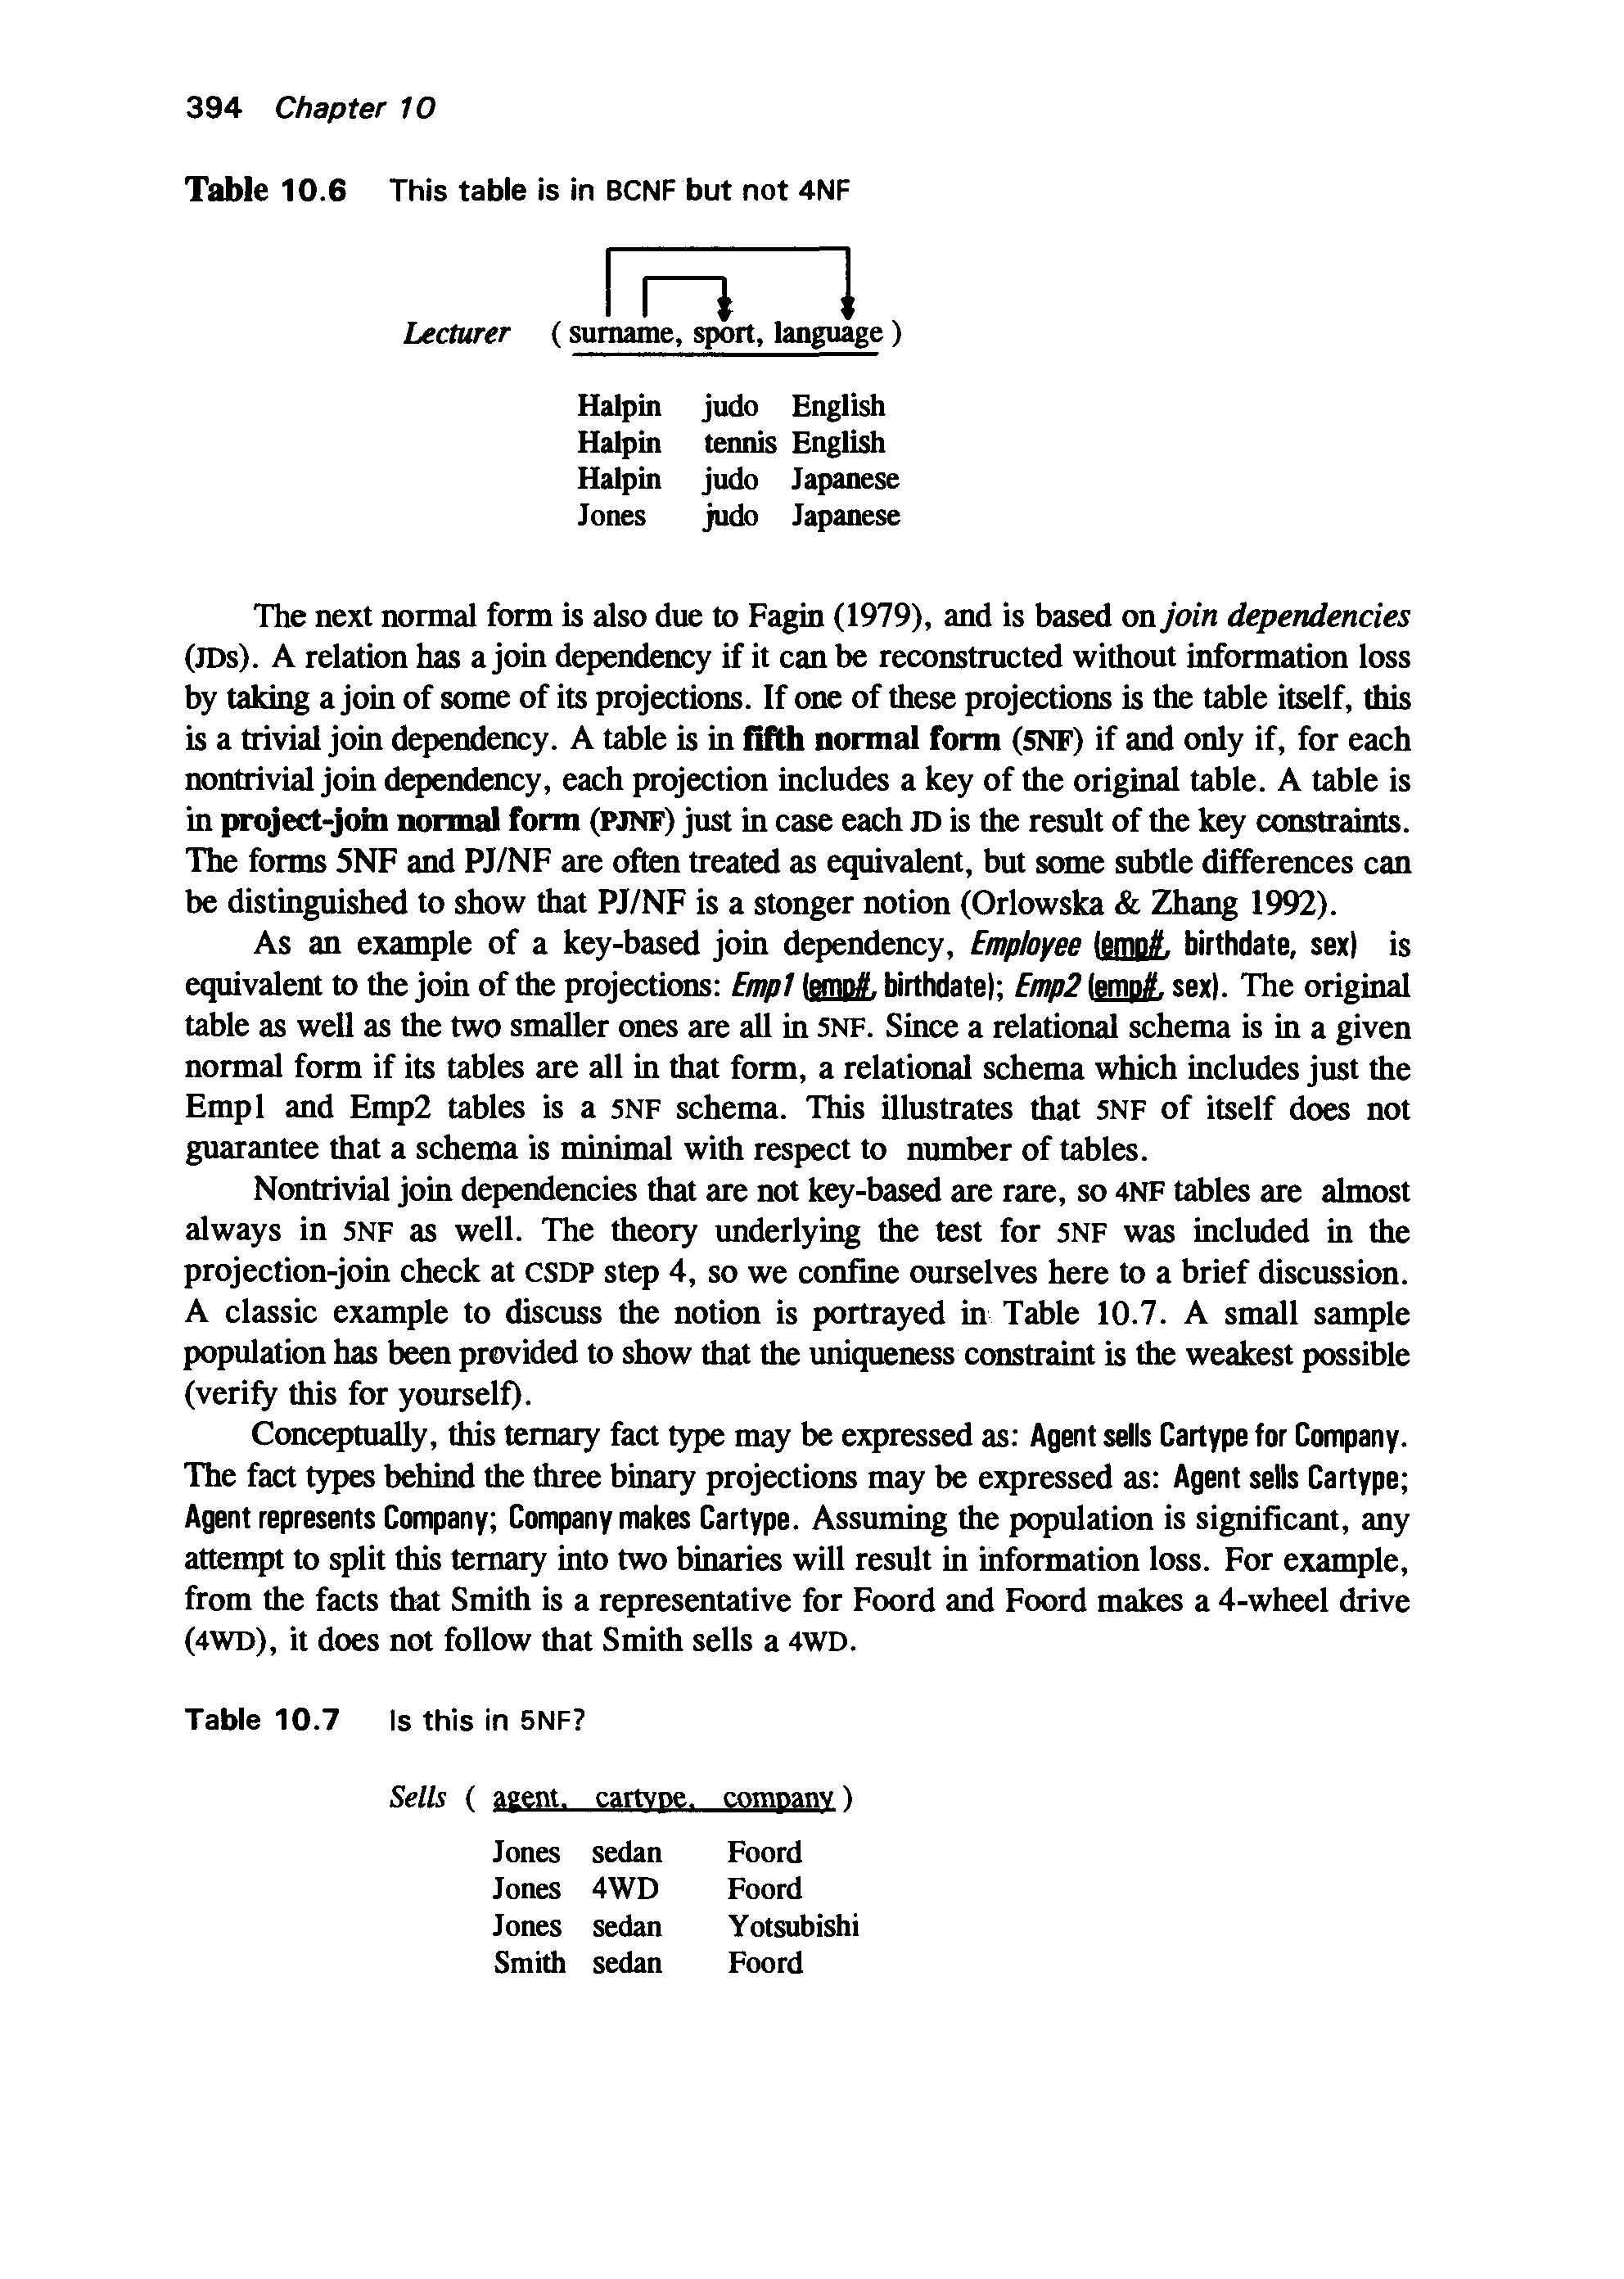 394 Chapter 10
Table 10.6 This table is in BCNF but not 4NF
Lecturer ( surname, sport, language )
Halpin judo English
Halpin tennis English
Halpin judo Japanese
Jones judo Japanese
The next normal form is also due to Fagin (1979), and is based on join dependencies
(JDs). A relation has a join dependency if it can be reconstructed without information loss
by taking a join of some of its projections. If one of these projections is the table itself, this
is a trivial join dependency. A table is in fifth normal form (5NF) if and only if, for each
nontrivial join dependency, each projection includes a key of the original table. A table is
in project-join normal form (PJNF) just in case each JD is the result of the key constraints.
The forms 5NF and PJ/NF are often treated as equivalent, but some subtle differences can
be distinguished to show that PJ/NF is a stonger notion (Orlowska & Zhang 1992).
As an example of a key-based join dependency, Employee (emp#, birthdate, sex) is
equivalent to the join of the projections: Emp1 (emp#, birthdate); Emp2 (emp#, sex). The original
table as well as the two smaller ones are all in 5NF. Since a relational schema is in a given
normal form if its tables are all in that form, a relational schema which includes just the
Emp1 and Emp2 tables is a 5NF schema. This illustrates that 5NF of itself does not
guarantee that a schema is minimal with respect to number of tables.
Nontrivial join dependencies that are not key-based are rare, so 4NF tables are almost
always in 5NF as well. The theory underlying the test for 5NF was included in the
projection-join check at CSDP step 4, so we confine ourselves here to a brief discussion.
A classic example to discuss the notion is portrayed in Table 10.7. A small sample
population has been provided to show that the uniqueness constraint is the weakest possible
(verify this for yourself).
Conceptually, this ternary fact type may be expressed as: Agent sells Cartype for Company.
The fact types behind the three binary projections may be expressed as: Agent sells Cartype;
Agent represents Company; Company makes Cartype. Assuming the population is significant, any
attempt to split this ternary into two binaries will result in information loss. For example,
from the facts that Smith is a representative for Foord and Foord makes a 4-wheel drive
(4WD), it does not follow that Smith sells a 4WD.
Table 10.7 Is this in 5NF?
Sells ( agent, cartype, company )
Jones sedan Foord
Jones 4WD Foord
Jones sedan Yotsubishi
Smith sedan Foord